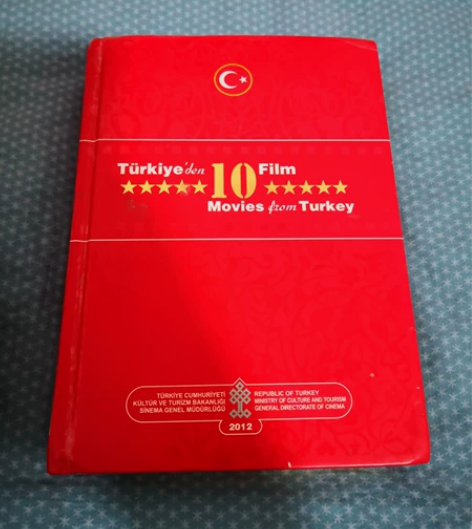 Türkiye'den 10 Film
Movies from Turkey
TÜRKİYE CUMHURİYETİ
KÜLTÜR VE TURİZM BAKANLIĞI
SİNEMA GENEL MÜDÜRLÜĞÜ
REPUBLIC OF TURKEY
MINISTRY OF CULTURE AND TOURISM
GENERAL DIRECTORATE OF CINEMA
2012